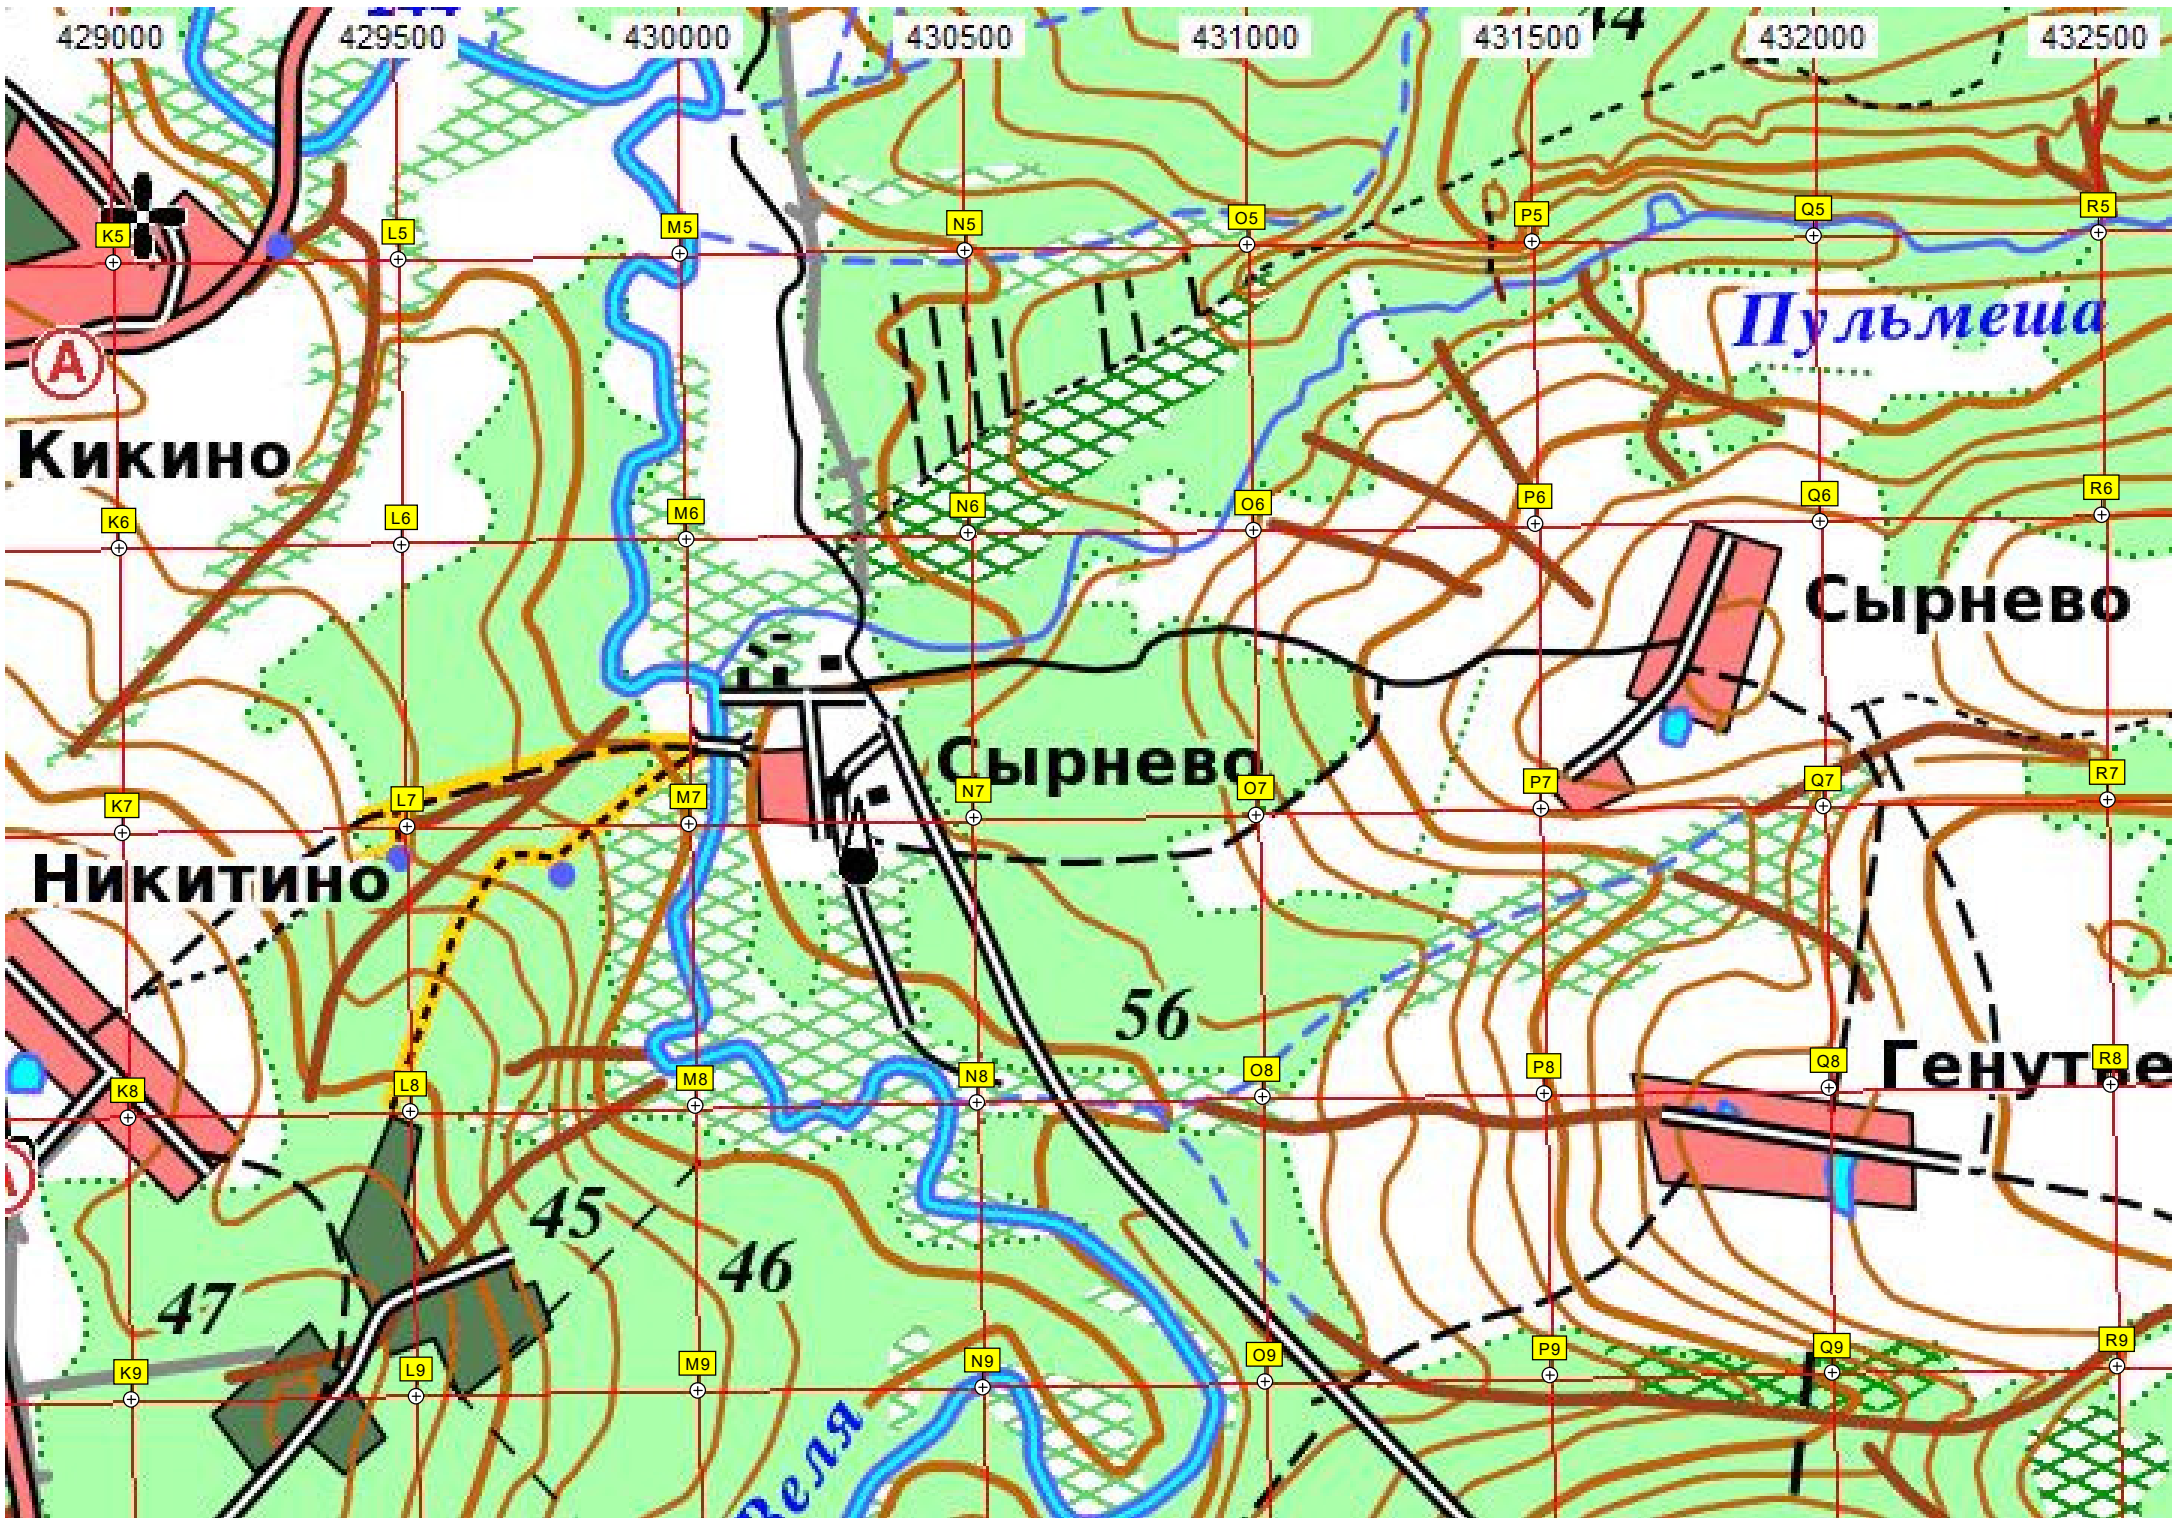 429000 429500 430000 430500 431000 431500 432000 432500
K5 L5 M5 N5 O5 P5 Q5 R5
Пульмеша
А
Кикино
K6 L6 M6 N6 O6 P6 Q6 R6
Сырнево
Сырнево
K7 L7 M7 N7 O7 P7 Q7 R7
Никитино
56
K8 L8 M8 N8 O8 P8 Q8 R8
45
46
47
K9 L9 M9 N9 O9 P9 Q9 R9
Веля